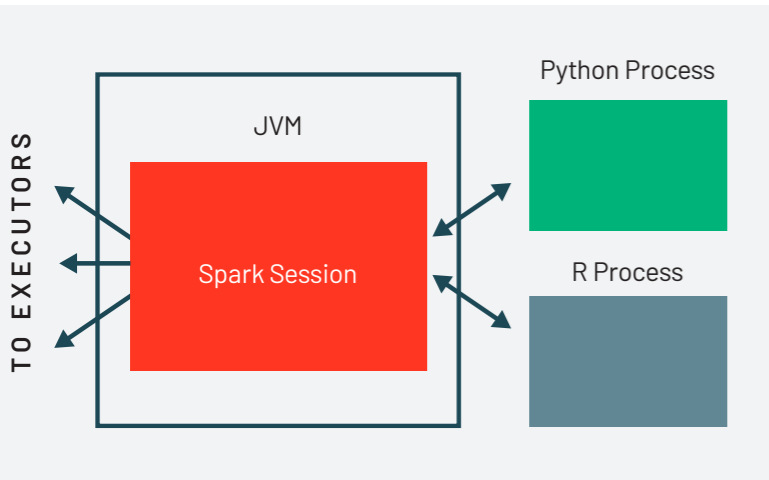 TO EXECUTORS
JVM
Spark Session
Python Process
R Process